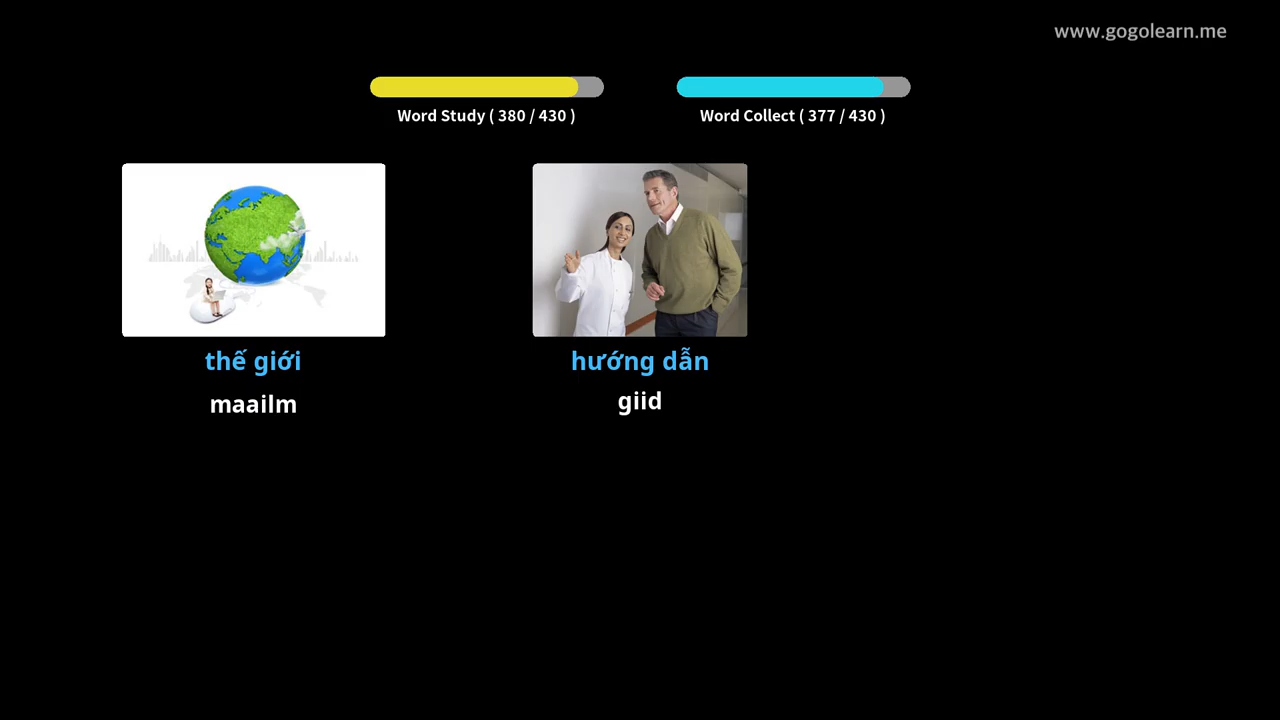 www.gogolearn.me
Word Study ( 380 / 430 )
Word Collect ( 377 / 430 )
thế giới
maailm
hướng dẫn
giid